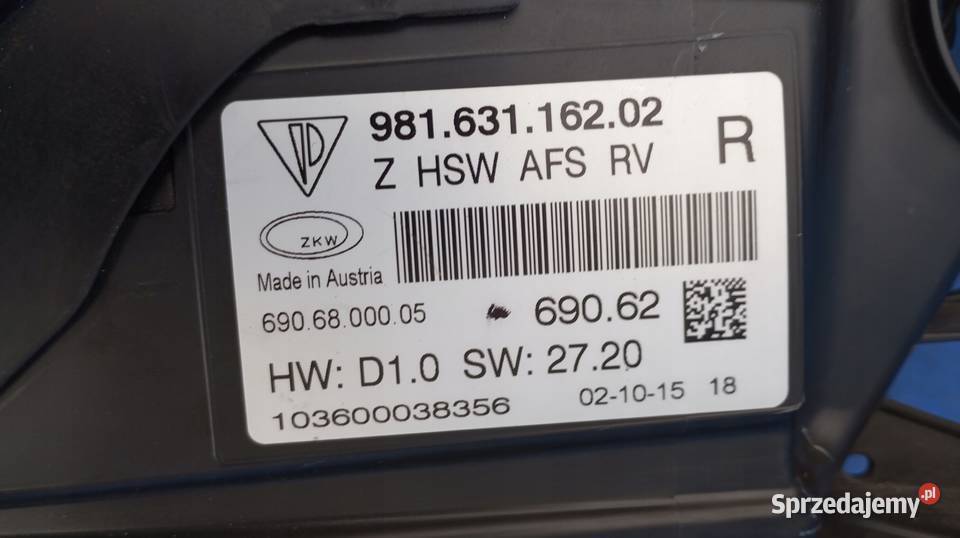 981.631.162.02
Z HSW AFS RV R
ZKW
Made in Austria
690.68.000.05 690.62
HW: D1.0 SW: 27.20
103600038356 02-10-15 18
Sprzedajemy.pl